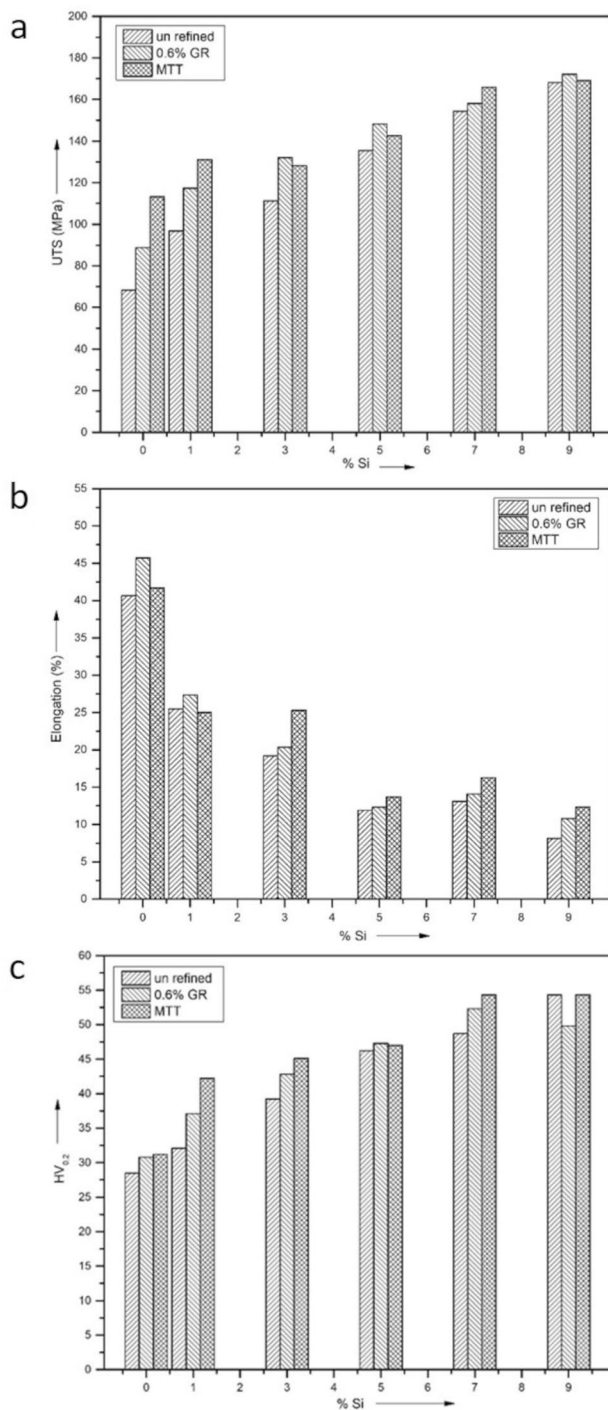 a
200
180
160
140
120
100
80
60
40
20
0
UTS (MPa)
un refined
0.6% GR
MTT
0 1 2 3 4 5 6 7 8 9
% Si
b
55
50
45
40
35
30
25
20
15
10
5
0
Elongation (%)
un refined
0.6% GR
MTT
0 1 2 3 4 5 6 7 8 9
% Si
c
60
55
50
45
40
35
30
25
20
15
10
5
0
HV0.2
un refined
0.6% GR
MTT
0 1 2 3 4 5 6 7 8 9
% Si